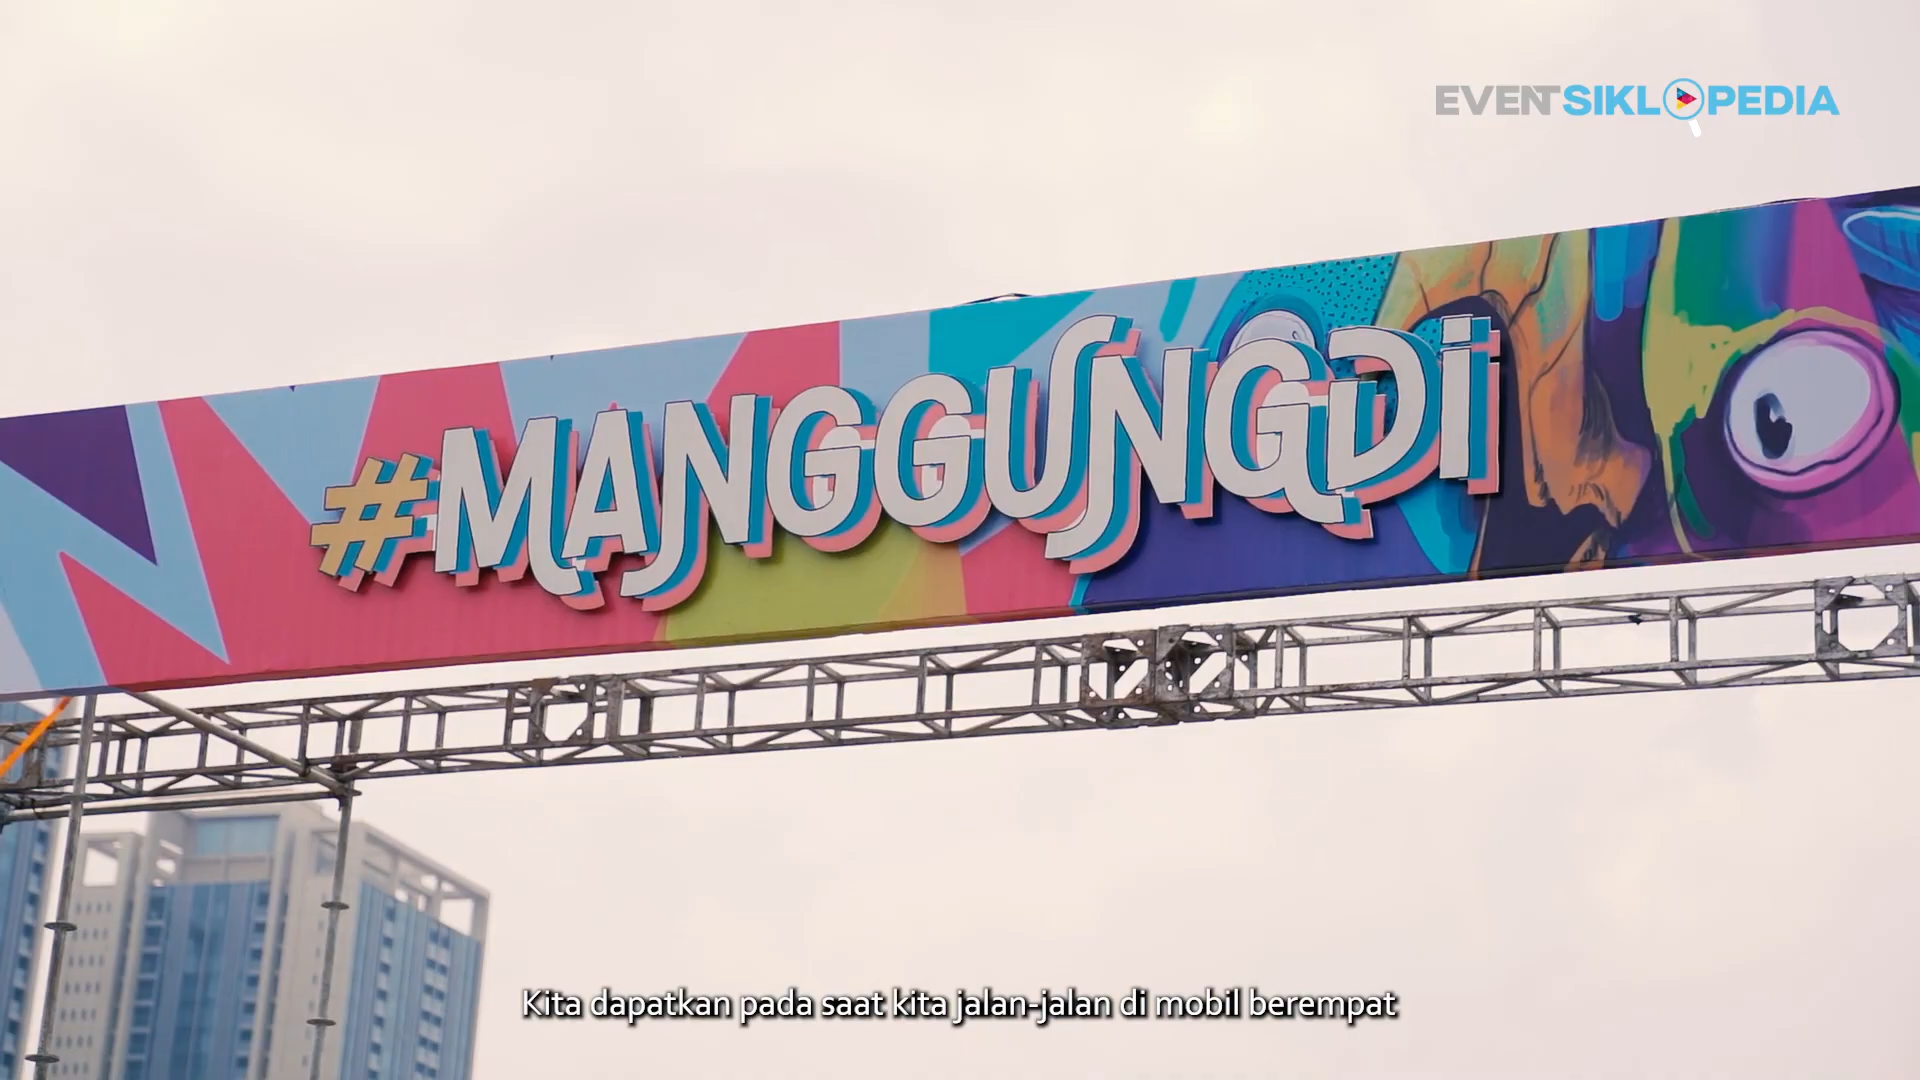 EVENTSIKLOPEDIA
#MANGGUNGDi
Kita dapatkan pada saat kita jalan-jalan di mobil berempat